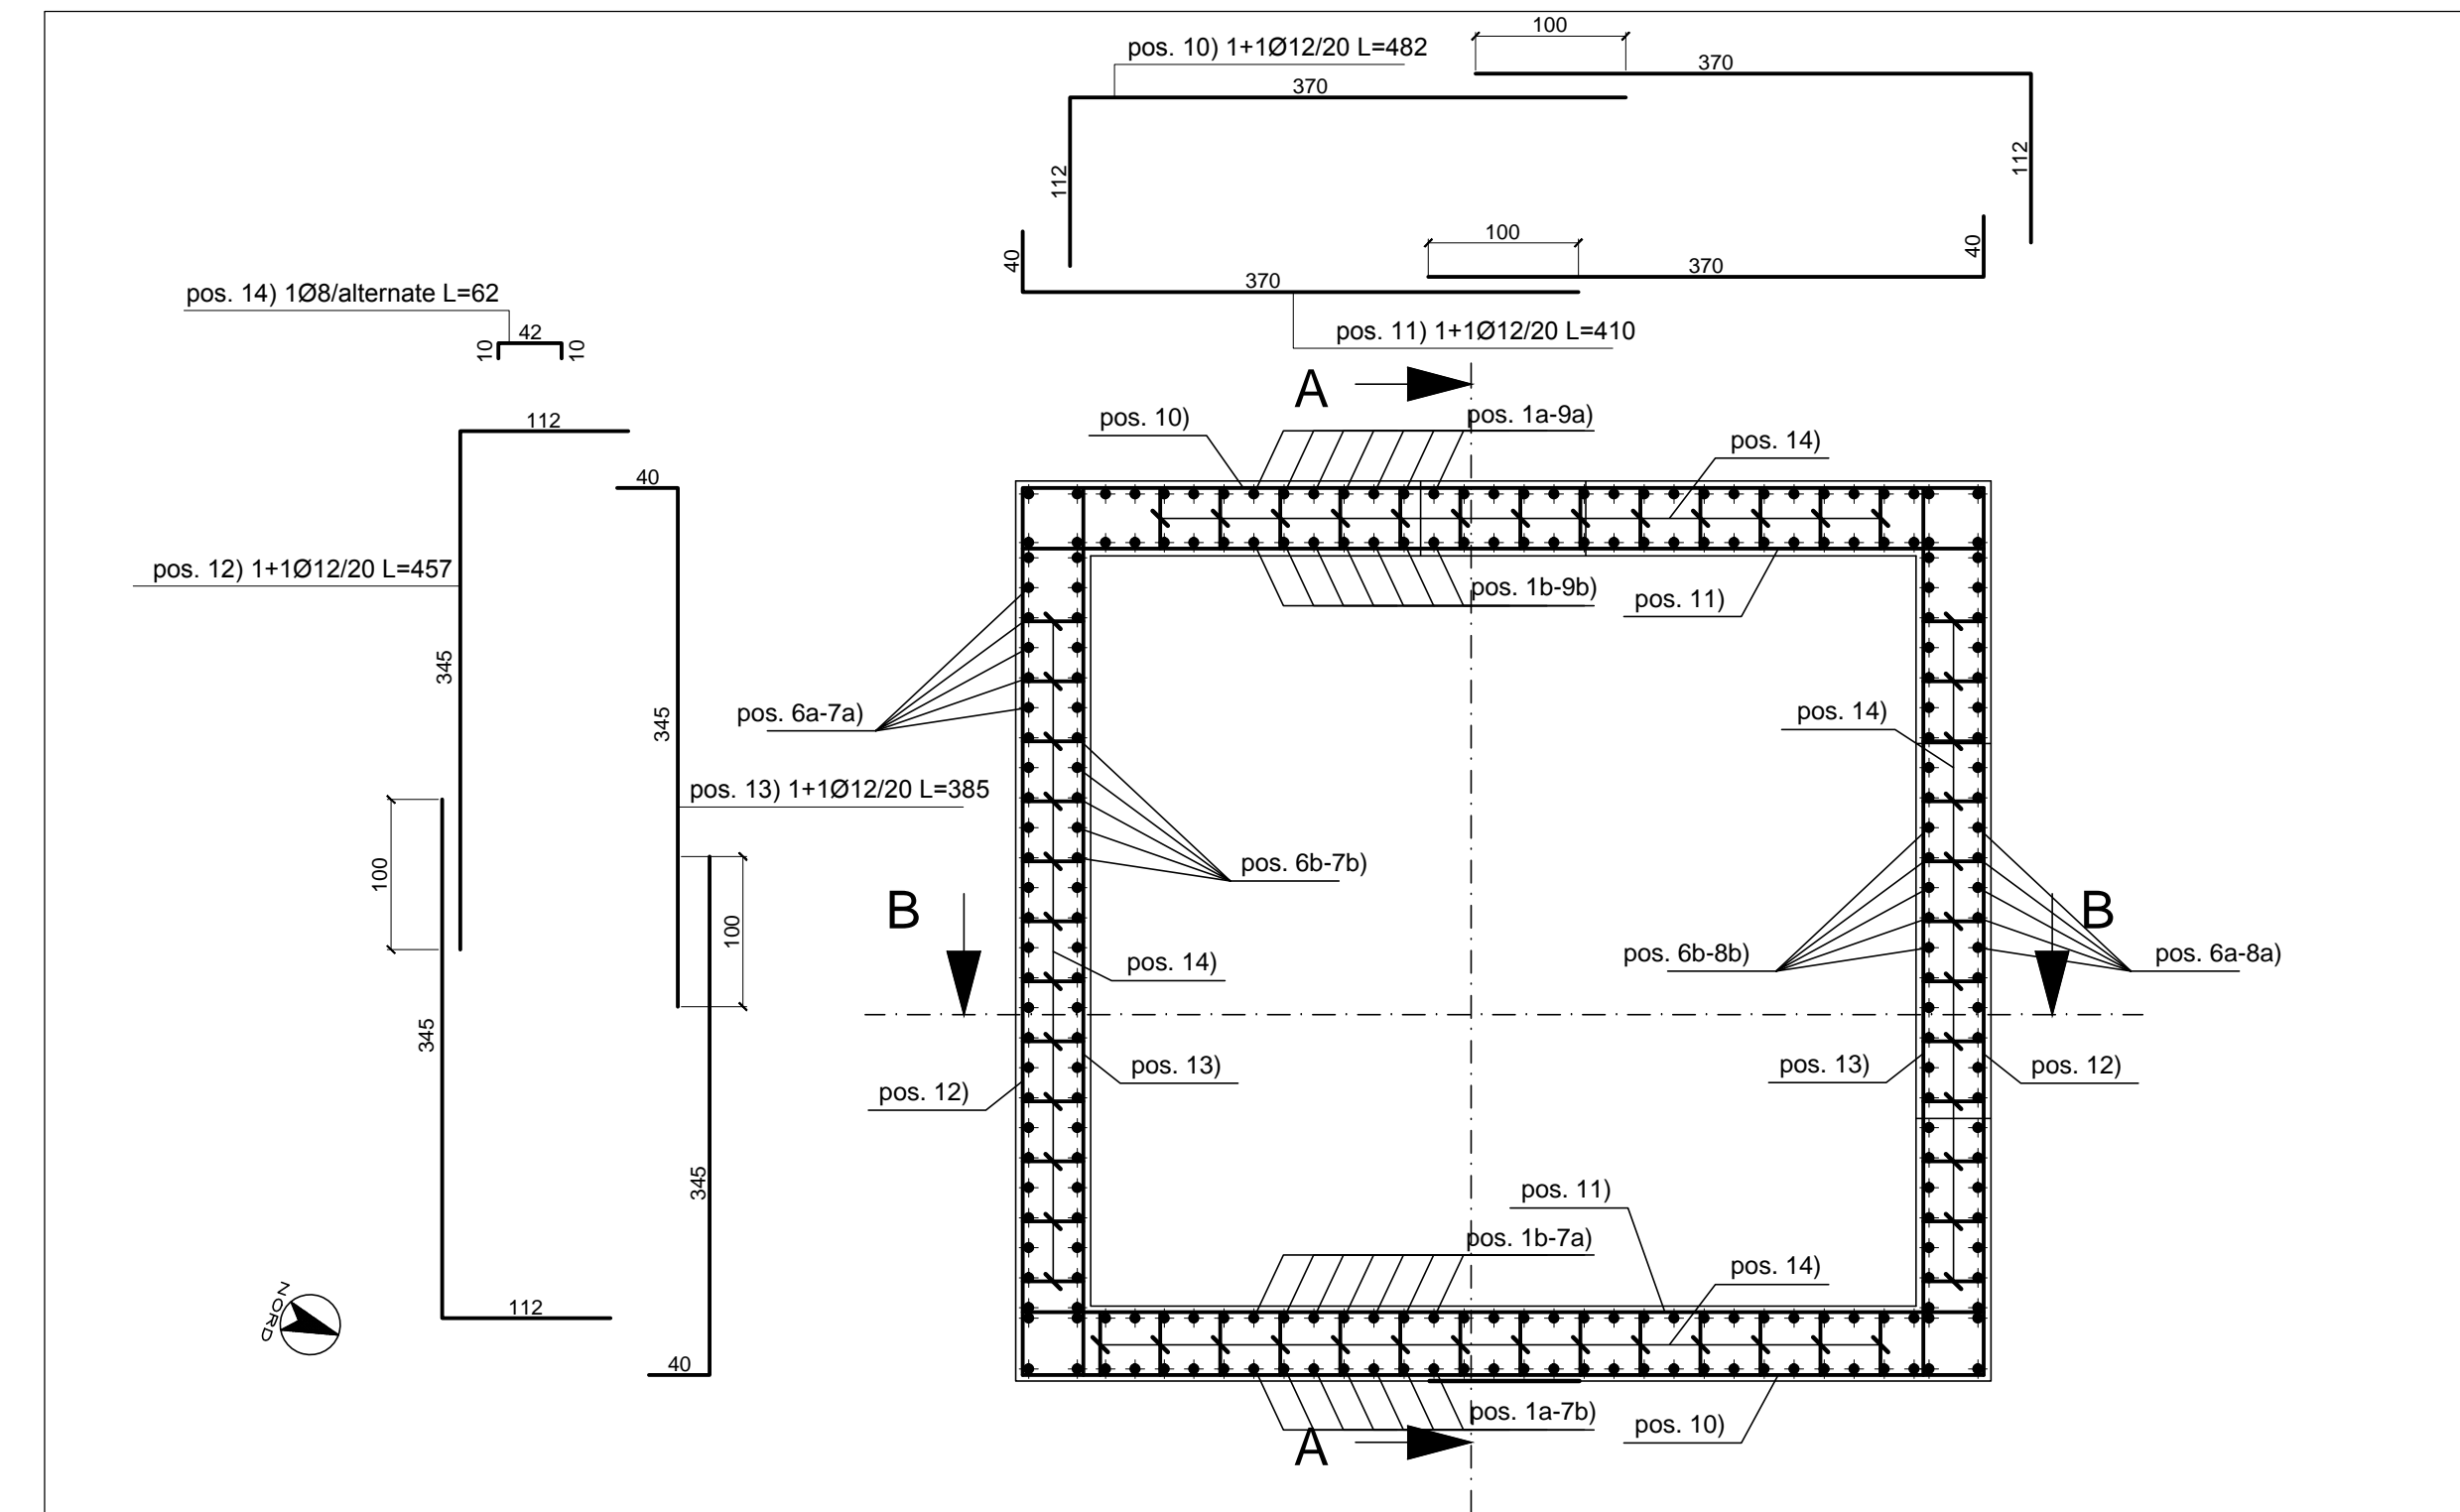 100
pos. 10) 1+1Ø12/20 L=482
370
370
112
112
40
100
40
370
370
pos. 11) 1+1Ø12/20 L=410
pos. 14) 1Ø8/alternate L=62
42
10
10
A
112
pos. 10)
pos. 1a-9a)
pos. 14)
40
pos. 12) 1+1Ø12/20 L=457
pos. 1b-9b)
pos. 11)
345
345
pos. 6a-7a)
pos. 14)
pos. 13) 1+1Ø12/20 L=385
100
pos. 6b-7b)
B
B
100
pos. 14)
pos. 6b-8b)
pos. 6a-8a)
345
pos. 13)
pos. 13)
pos. 12)
pos. 12)
345
pos. 11)
pos. 1b-7a)
pos. 14)
NORD
112
40
pos. 1a-7b)
pos. 10)
A